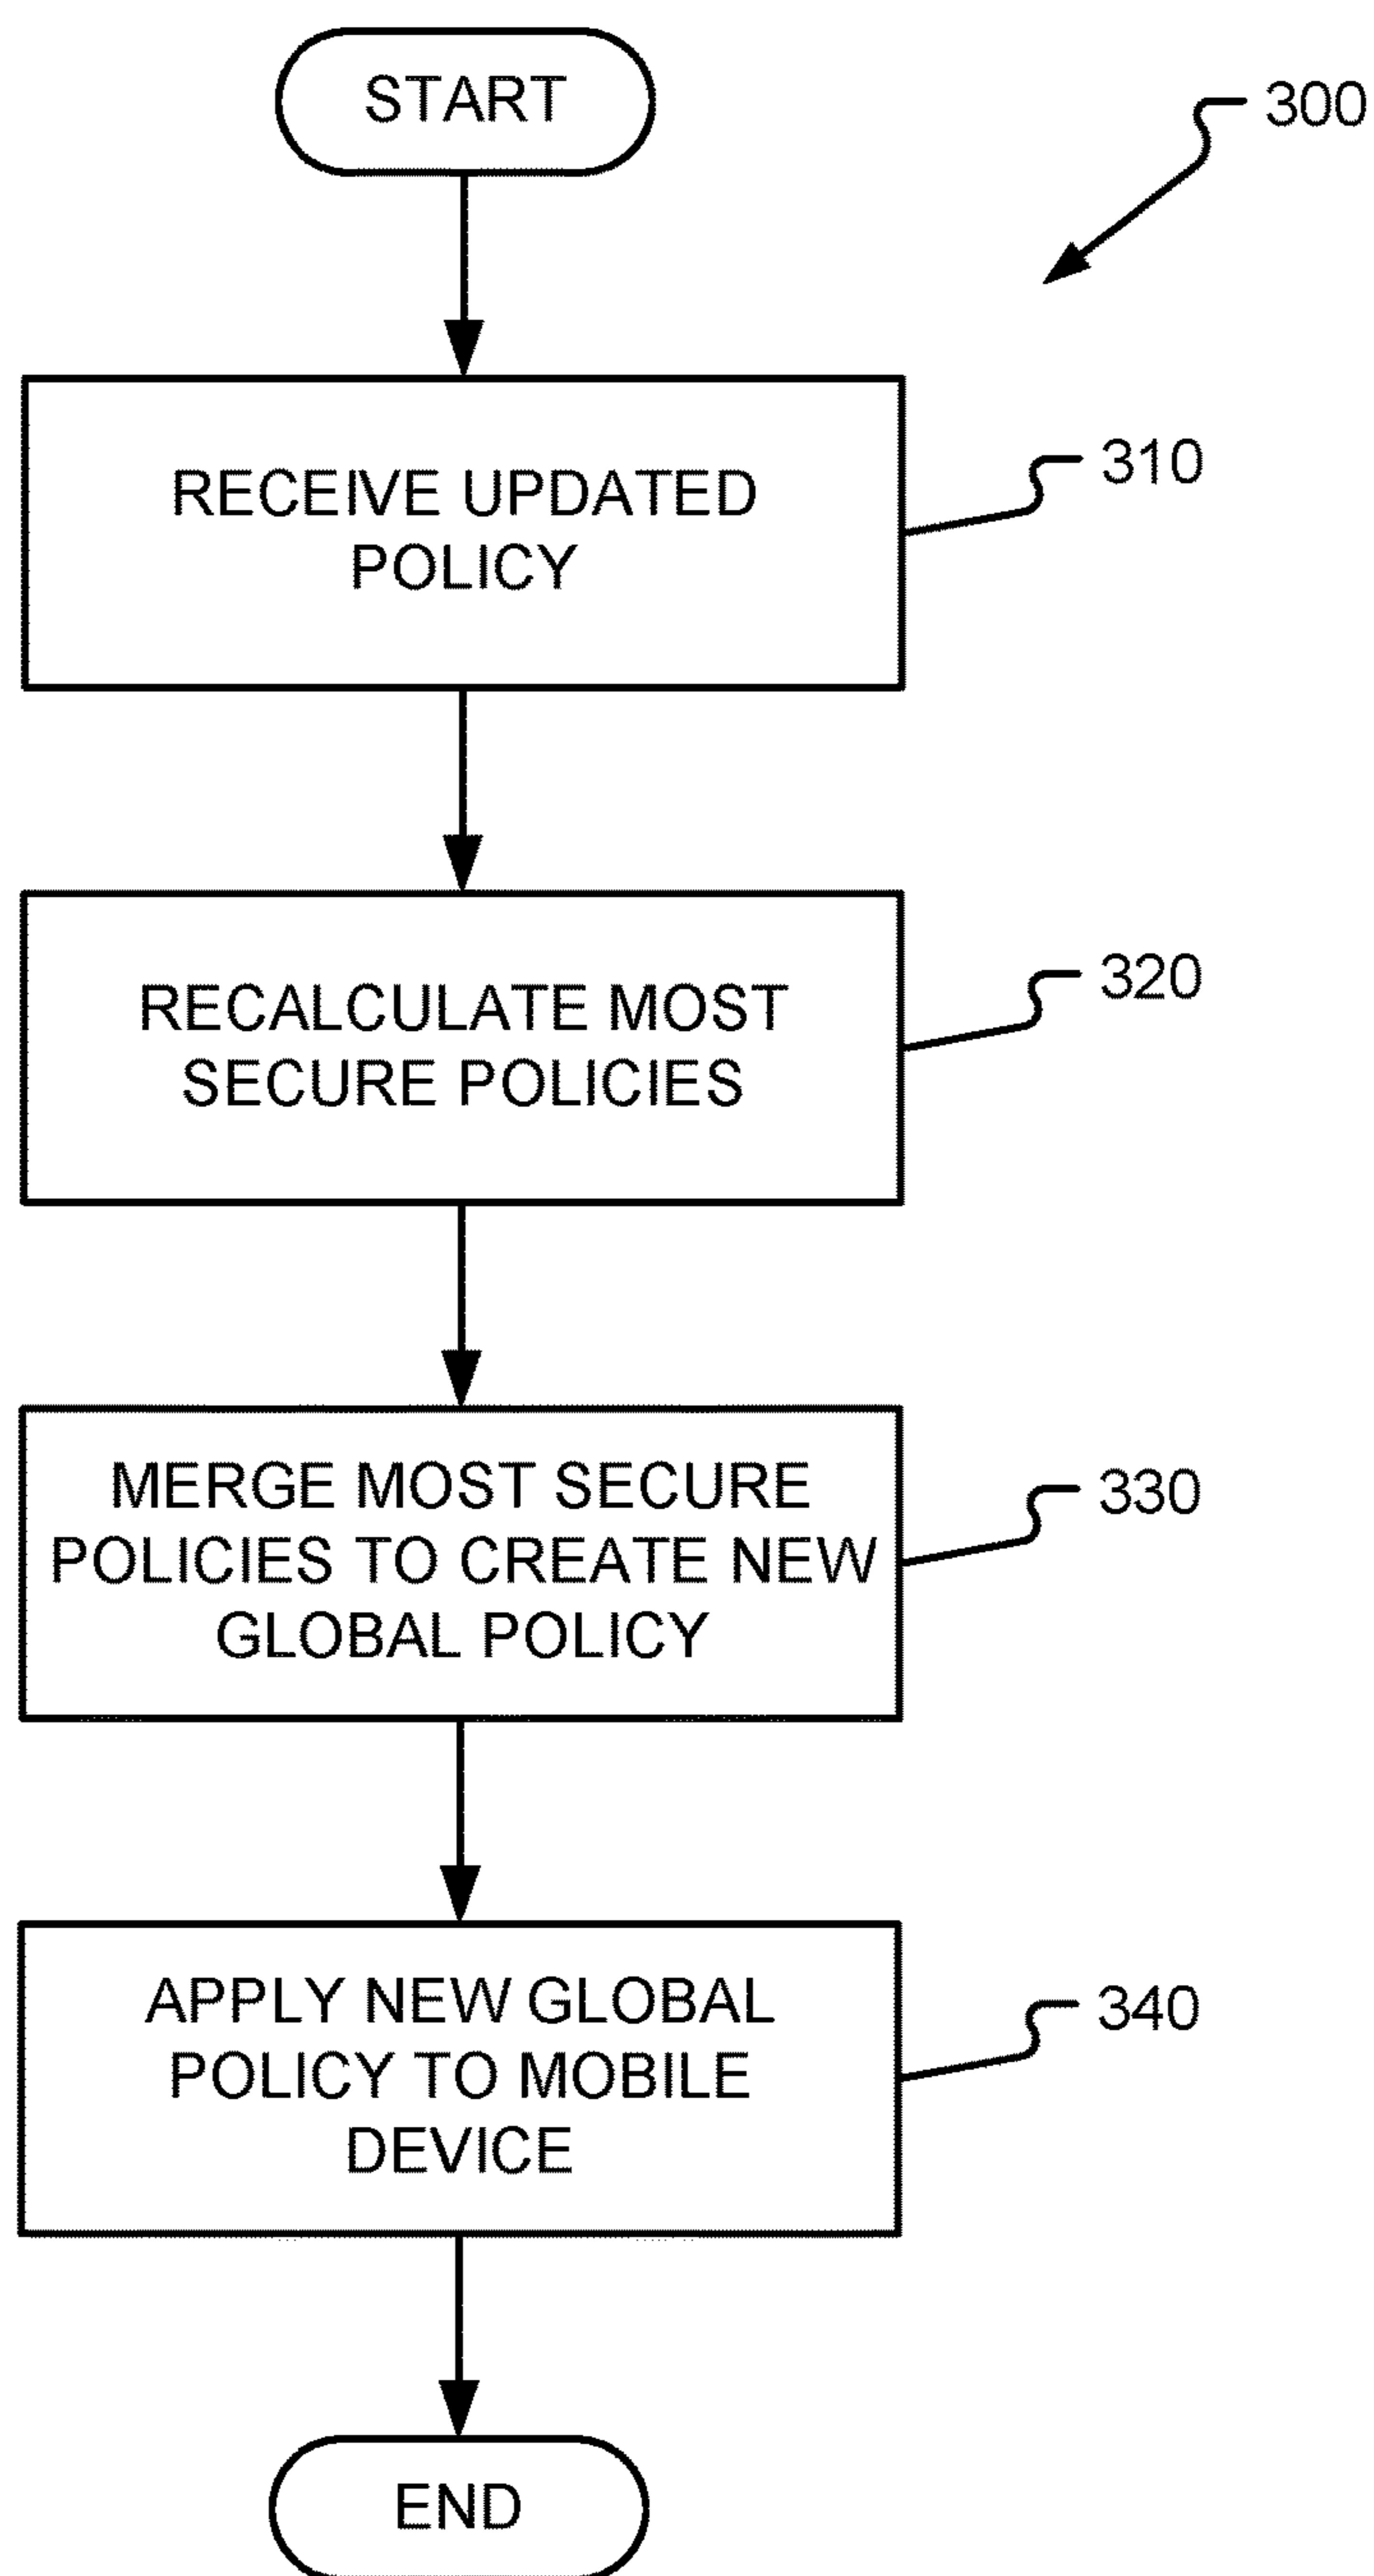 START
300
RECEIVE UPDATED
POLICY
310
RECALCULATE MOST
SECURE POLICIES
320
MERGE MOST SECURE
POLICIES TO CREATE NEW
GLOBAL POLICY
330
APPLY NEW GLOBAL
POLICY TO MOBILE
DEVICE
340
END